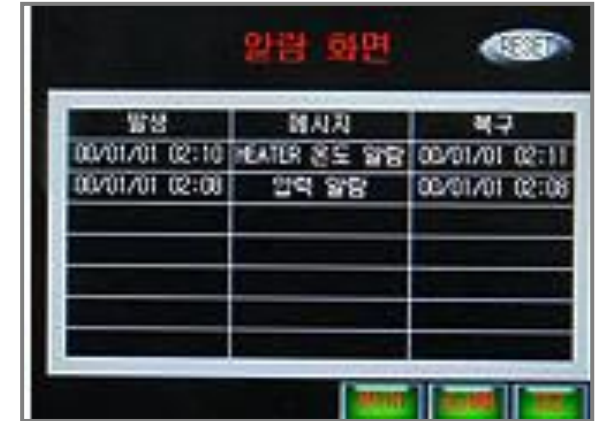 알람 화면
RESET
발생 메시지 복구
00/01/01 02:10 HEATER 온도 알람 00/01/01 02:11
00/01/01 02:08 압력 알람 00/01/01 02:08